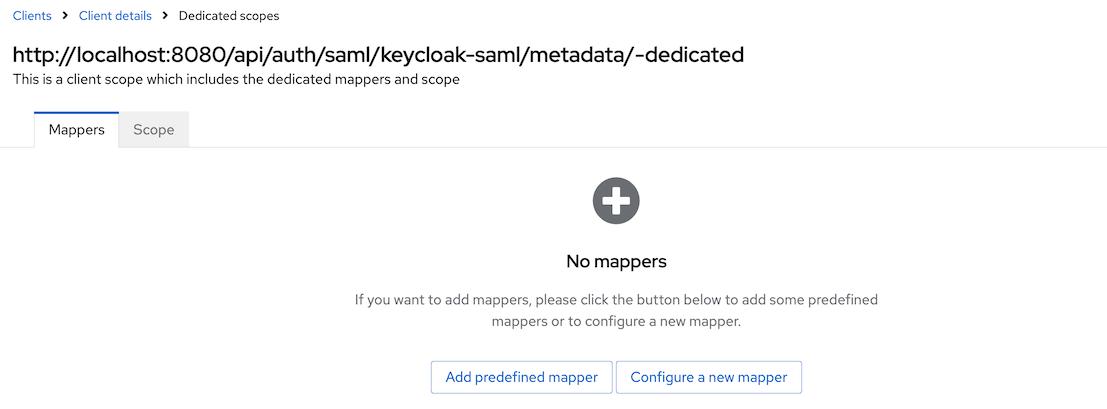 Clients > Client details > Dedicated scopes
http://localhost:8080/api/auth/saml/keycloak-saml/metadata/-dedicated
This is a client scope which includes the dedicated mappers and scope
Mappers Scope
No mappers
If you want to add mappers, please click the button below to add some predefined
mappers or to configure a new mapper.
Add predefined mapper Configure a new mapper